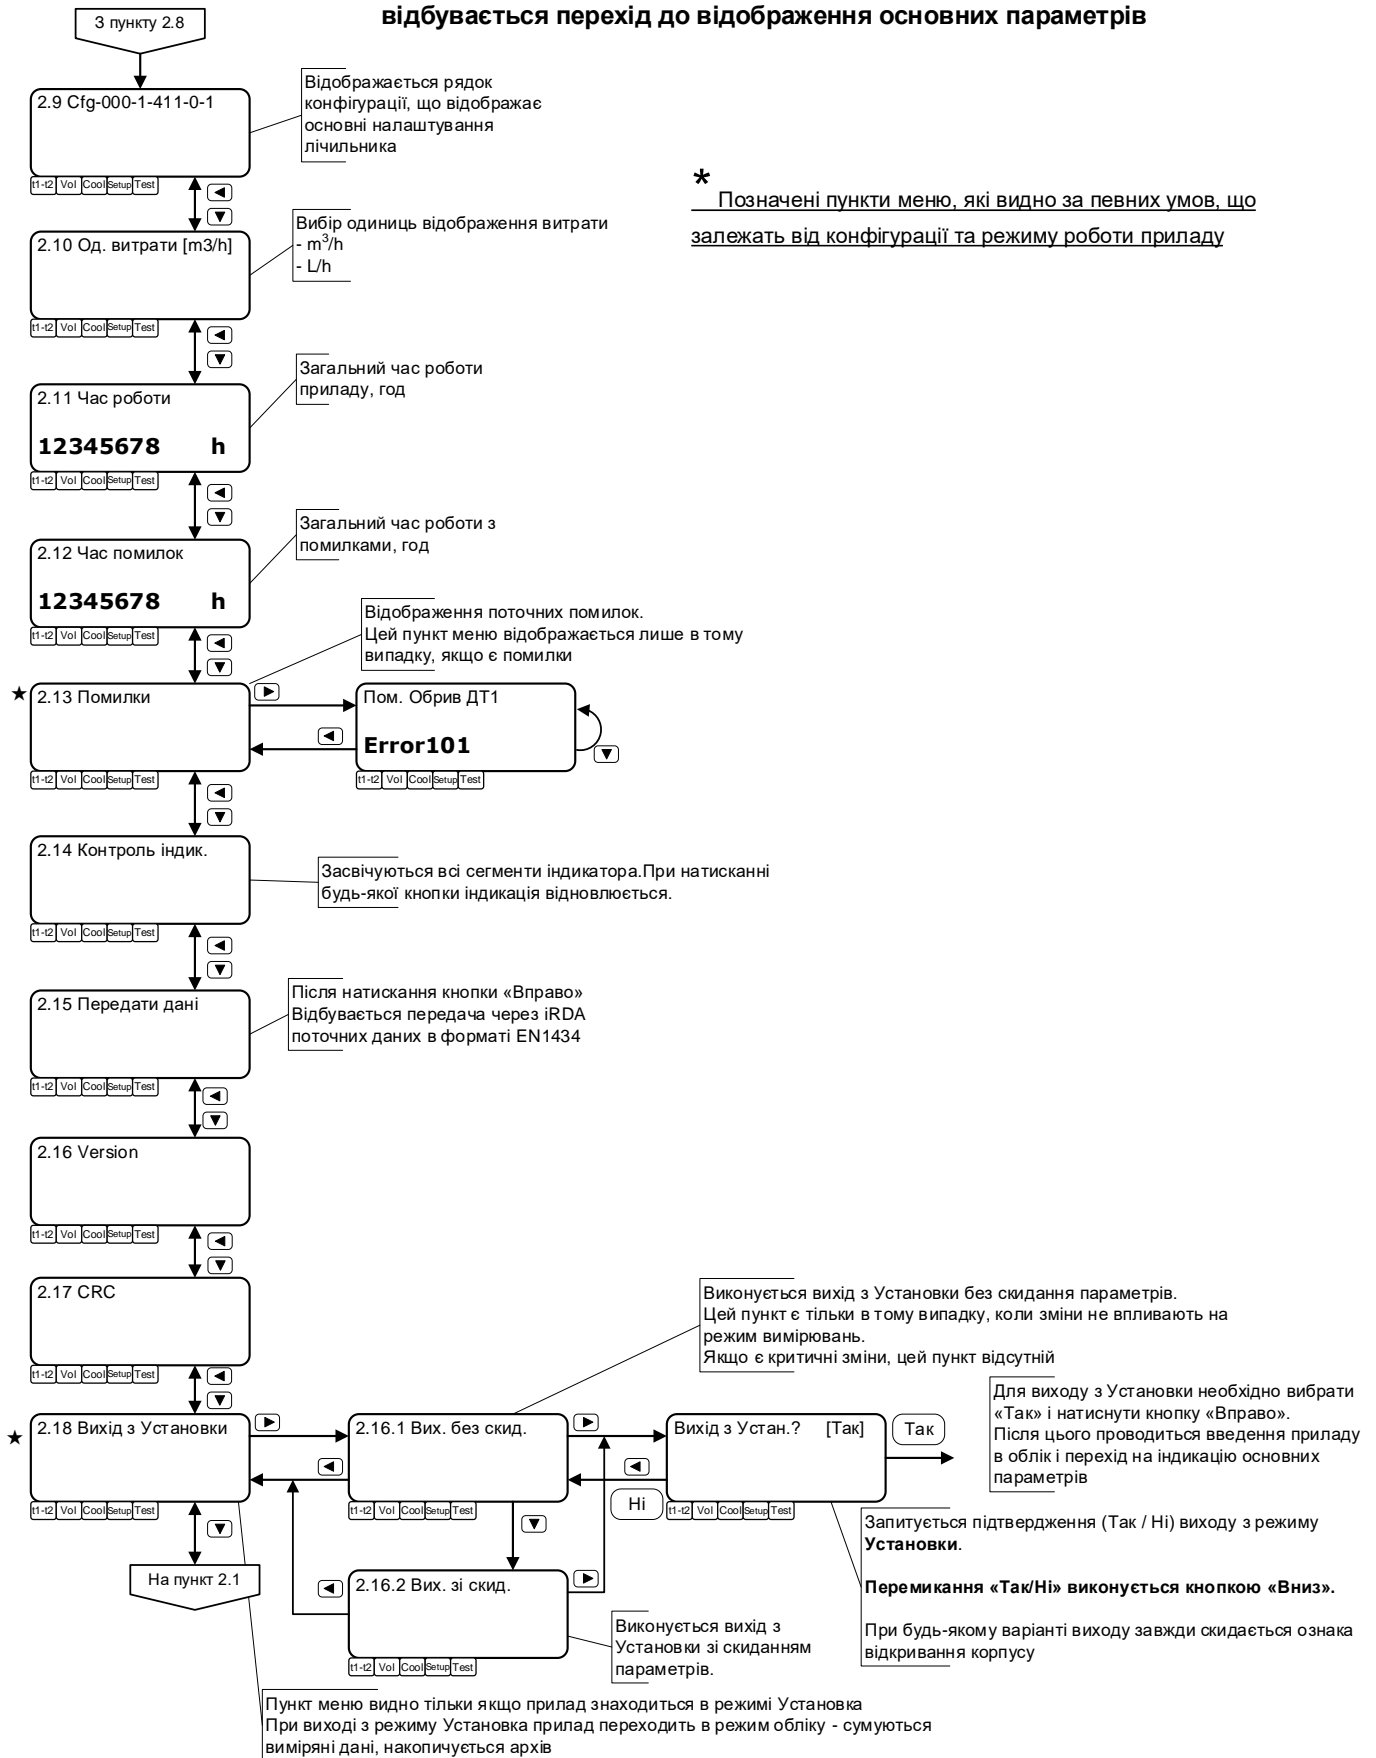 відбувається перехід до відображення основних параметрів
З пункту 2.8
Відображається рядок
конфігурації, що відображає
основні налаштування
лічильника
2.9 Cfg-000-1-411-0-1
t1-t2 Vol Cool Setup Test
*
Позначені пункти меню, які видно за певних умов, що
залежать від конфігурації та режиму роботи приладу
Вибір одиниць відображення витрати
- m³/h
- L/h
2.10 Од. витрати [m3/h]
t1-t2 Vol Cool Setup Test
Загальний час роботи
приладу, год
2.11 Час роботи
12345678 h
t1-t2 Vol Cool Setup Test
Загальний час роботи з
помилками, год
2.12 Час помилок
12345678 h
t1-t2 Vol Cool Setup Test
Відображення поточних помилок.
Цей пункт меню відображається лише в тому
випадку, якщо є помилки
★ 2.13 Помилки
t1-t2 Vol Cool Setup Test
Пом. Обрив ДТ1
Error101
t1-t2 Vol Cool Setup Test
2.14 Контроль індик.
t1-t2 Vol Cool Setup Test
Засвічуються всі сегменти індикатора.При натисканні
будь-якої кнопки індикація відновлюється.
2.15 Передати дані
t1-t2 Vol Cool Setup Test
Після натискання кнопки «Вправо»
Відбувається передача через iRDA
поточних даних в форматі EN1434
2.16 Version
t1-t2 Vol Cool Setup Test
2.17 CRC
t1-t2 Vol Cool Setup Test
Виконується вихід з Установки без скидання параметрів.
Цей пункт є тільки в тому випадку, коли зміни не впливають на
режим вимірювань.
Якщо є критичні зміни, цей пункт відсутній
★ 2.18 Вихід з Установки
t1-t2 Vol Cool Setup Test
2.16.1 Вих. без скид.
t1-t2 Vol Cool Setup Test
Вихід з Устан.? [Так]
t1-t2 Vol Cool Setup Test
Так
Ні
Для виходу з Установки необхідно вибрати
«Так» і натиснути кнопку «Вправо».
Після цього проводиться введення приладу
в облік і перехід на індикацію основних
параметрів
Запитується підтвердження (Так / Ні) виходу з режиму
Установки.
Перемикання «Так/Ні» виконується кнопкою «Вниз».
При будь-якому варіанті виходу завжди скидається ознака
відкривання корпусу
На пункт 2.1
2.16.2 Вих. зі скид.
t1-t2 Vol Cool Setup Test
Виконується вихід з
Установки зі скиданням
параметрів.
Пункт меню видно тільки якщо прилад знаходиться в режимі Установка
При виході з режиму Установка прилад переходить в режим обліку - сумуються
виміряні дані, накопичується архів